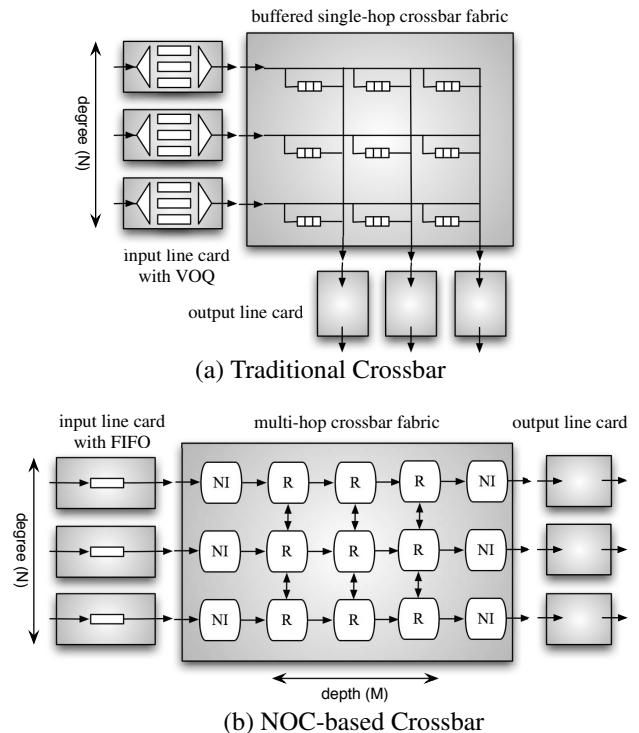 buffered single-hop crossbar fabric
degree (N)
input line card
with VOQ
output line card
(a) Traditional Crossbar
input line card
with FIFO
multi-hop crossbar fabric
output line card
degree (N)
NI R R R NI
NI R R R NI
NI R R R NI
depth (M)
(b) NOC-based Crossbar